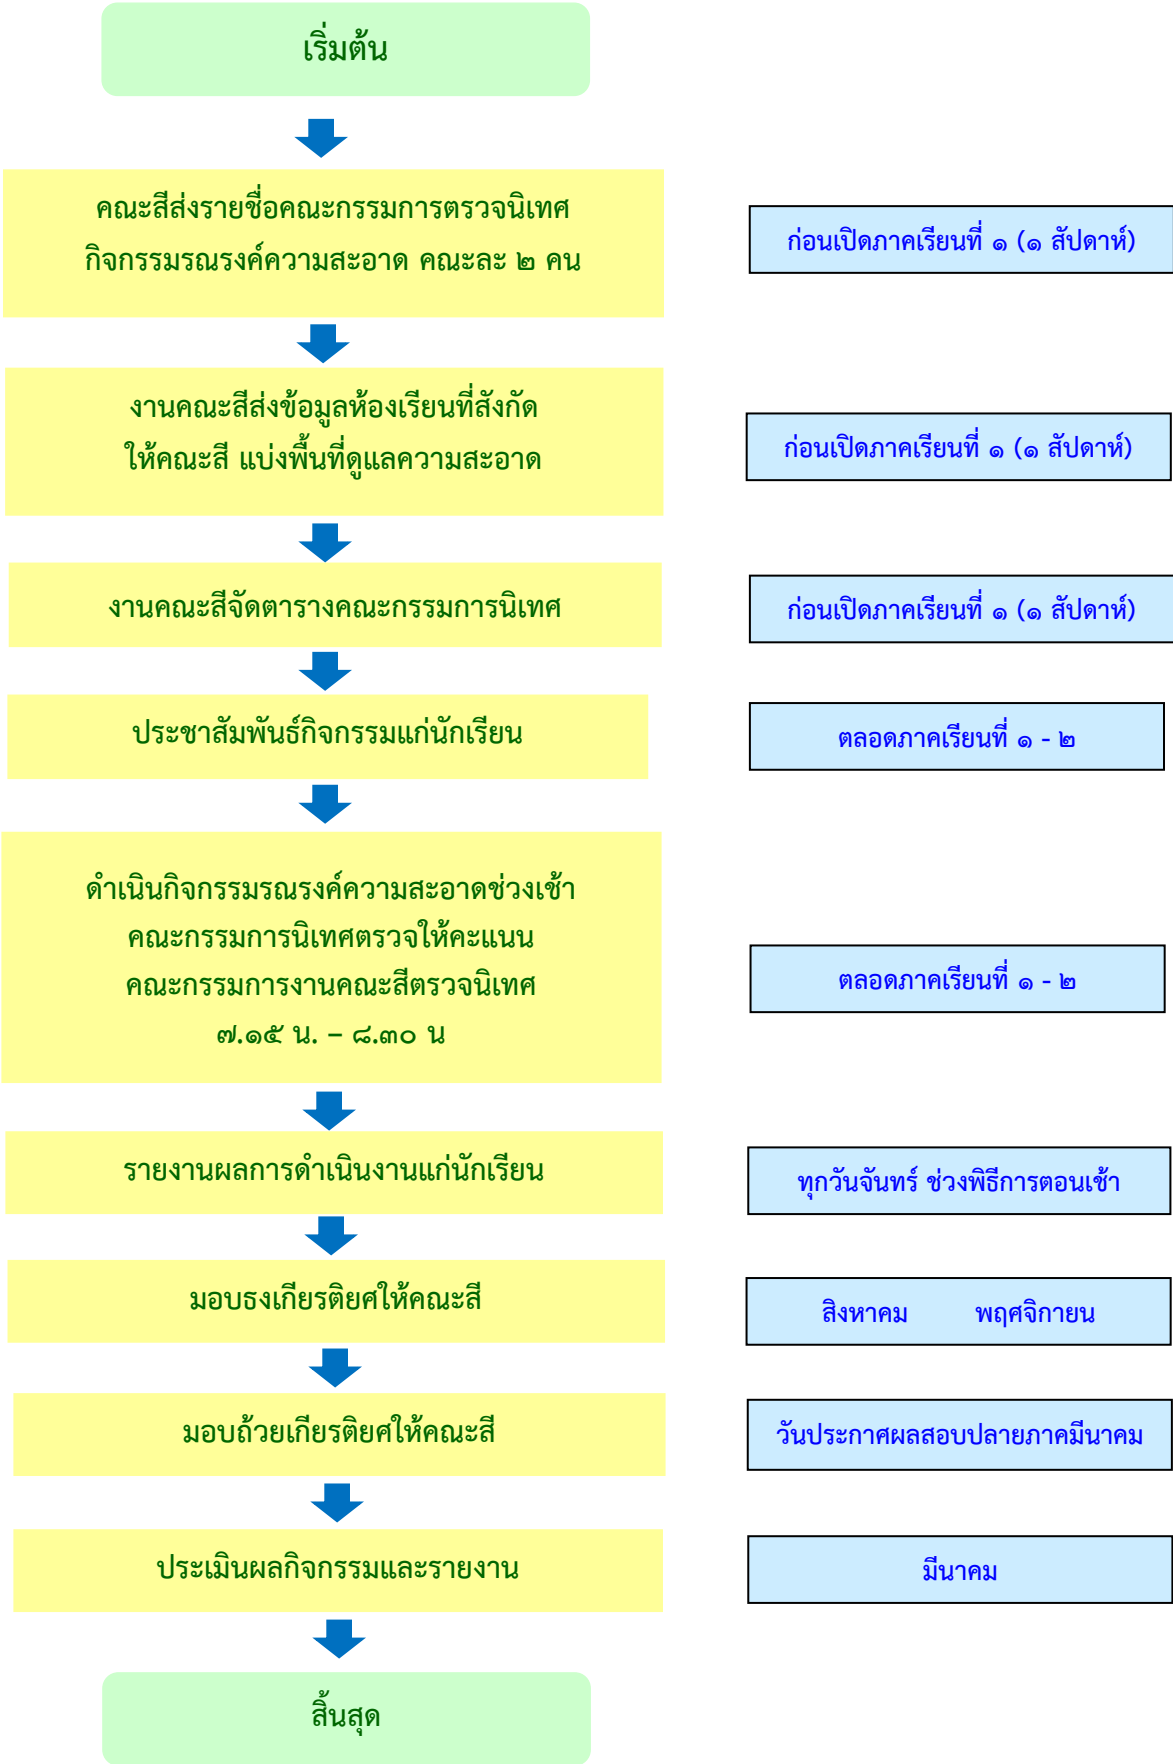 เริ่มต้น
คณะสีส่งรายชื่อคณะกรรมการตรวจนิเทศ
กิจกรรมรณรงค์ความสะอาด คณะละ ๒ คน
ก่อนเปิดภาคเรียนที่ ๑ (๑ สัปดาห์)
งานคณะสีส่งข้อมูลห้องเรียนที่สังกัด
ให้คณะสี แบ่งพื้นที่ดูแลความสะอาด
ก่อนเปิดภาคเรียนที่ ๑ (๑ สัปดาห์)
งานคณะสีจัดตารางคณะกรรมการนิเทศ
ก่อนเปิดภาคเรียนที่ ๑ (๑ สัปดาห์)
ประชาสัมพันธ์กิจกรรมแก่นักเรียน
ตลอดภาคเรียนที่ ๑ - ๒
ดำเนินกิจกรรมรณรงค์ความสะอาดช่วงเช้า
คณะกรรมการนิเทศตรวจให้คะแนน
คณะกรรมการงานคณะสีตรวจนิเทศ
๗.๑๕ น. – ๘.๓๐ น
ตลอดภาคเรียนที่ ๑ - ๒
รายงานผลการดำเนินงานแก่นักเรียน
ทุกวันจันทร์ ช่วงพิธีการตอนเช้า
มอบธงเกียรติยศให้คณะสี
สิงหาคม พฤศจิกายน
มอบถ้วยเกียรติยศให้คณะสี
วันประกาศผลสอบปลายภาคมีนาคม
ประเมินผลกิจกรรมและรายงาน
มีนาคม
สิ้นสุด